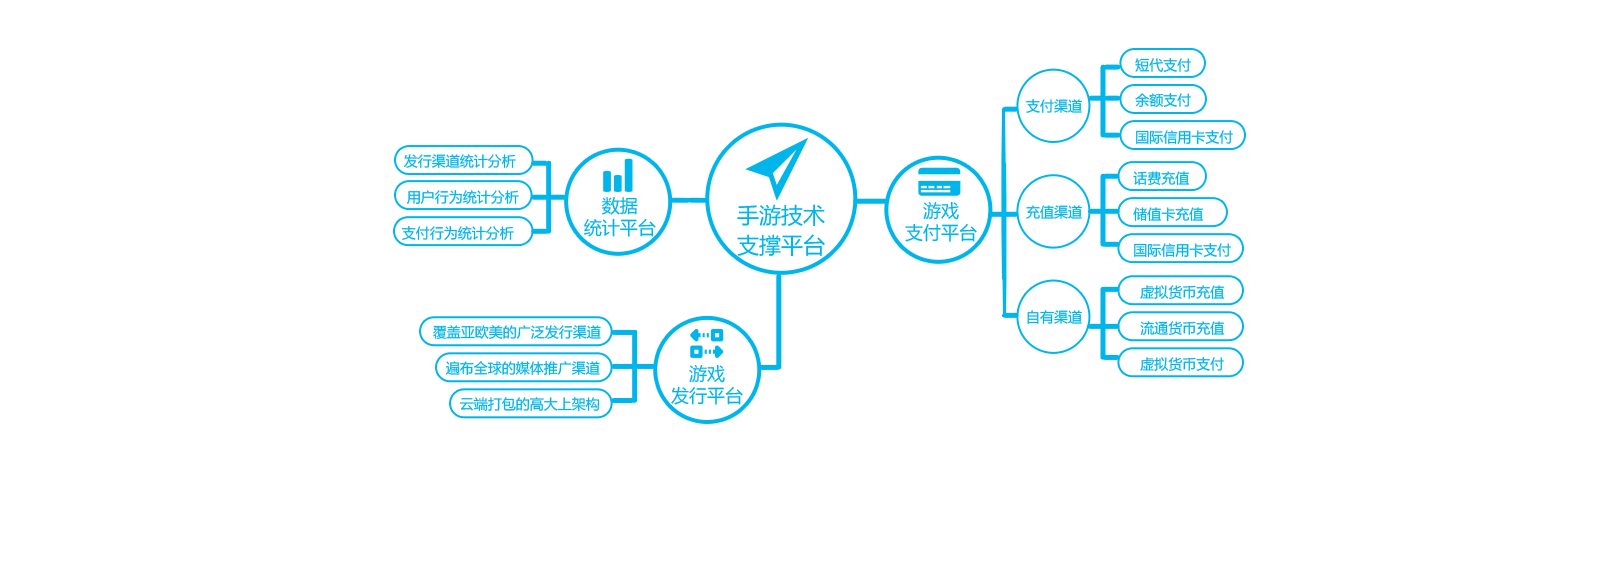 手游技术
支撑平台
数据
统计平台
发行渠道统计分析
用户行为统计分析
支付行为统计分析
游戏
发行平台
覆盖亚欧美的广泛发行渠道
遍布全球的媒体推广渠道
云端打包的高大上架构
游戏
支付平台
支付渠道
短代支付
余额支付
国际信用卡支付
充值渠道
话费充值
储值卡充值
国际信用卡支付
自有渠道
虚拟货币充值
流通货币充值
虚拟货币支付